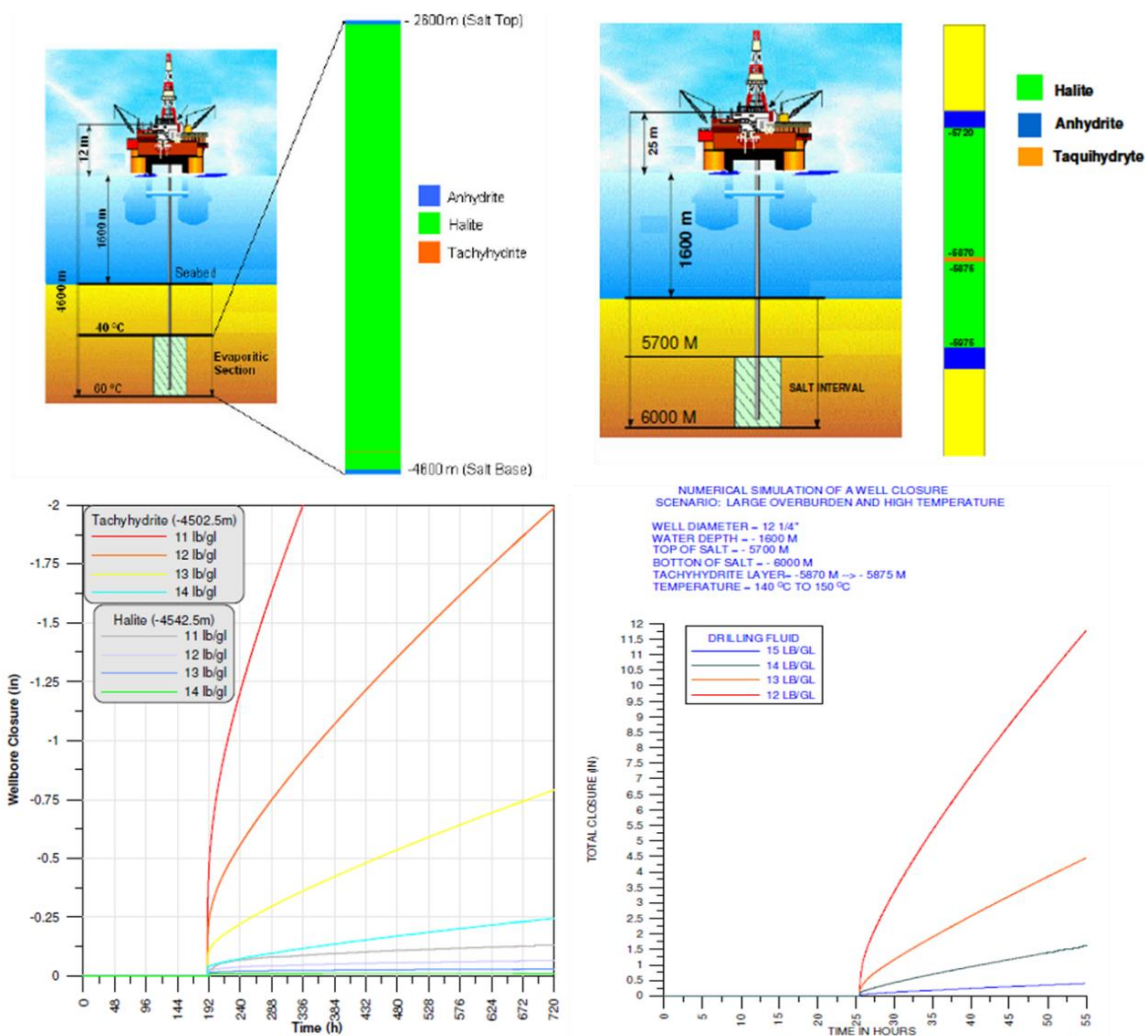 - 2600 m (Salt Top)
12 m
1600 m
4600 m
Seabed
40 °C
Evaporitic
Section
60 °C
-4600 m (Salt Base)
Anhydrite
Halite
Tachyhydrite
25 m
1600 m
5700 M
SALT INTERVAL
6000 M
-5720
-5870
-5875
-5975
Halite
Anhydrite
Taquihydryte
Tachyhydrite (-4502.5m)
11 lb/gl
12 lb/gl
13 lb/gl
14 lb/gl
Halite (-4542.5m)
11 lb/gl
12 lb/gl
13 lb/gl
14 lb/gl
Wellbore Closure (in)
-2
-1.75
-1.5
-1.25
-1
-0.75
-0.5
-0.25
0
0 48 96 144 192 240 288 336 384 432 480 528 576 624 672 720
Time (h)
NUMERICAL SIMULATION OF A WELL CLOSURE
SCENARIO: LARGE OVERBURDEN AND HIGH TEMPERATURE
WELL DIAMETER = 12 1/4"
WATER DEPTH = - 1600 M
TOP OF SALT = - 5700 M
BOTTON OF SALT = - 6000 M
TACHYHYDRITE LAYER= -5870 M --> - 5875 M
TEMPERATURE = 140 ºC TO 150 ºC
DRILLING FLUID
15 LB/GL
14 LB/GL
13 LB/GL
12 LB/GL
TOTAL CLOSURE (IN)
12
11.5
11
10.5
10
9.5
9
8.5
8
7.5
7
6.5
6
5.5
5
4.5
4
3.5
3
2.5
2
1.5
1
0.5
0
0 5 10 15 20 25 30 35 40 45 50 55
TIME IN HOURS